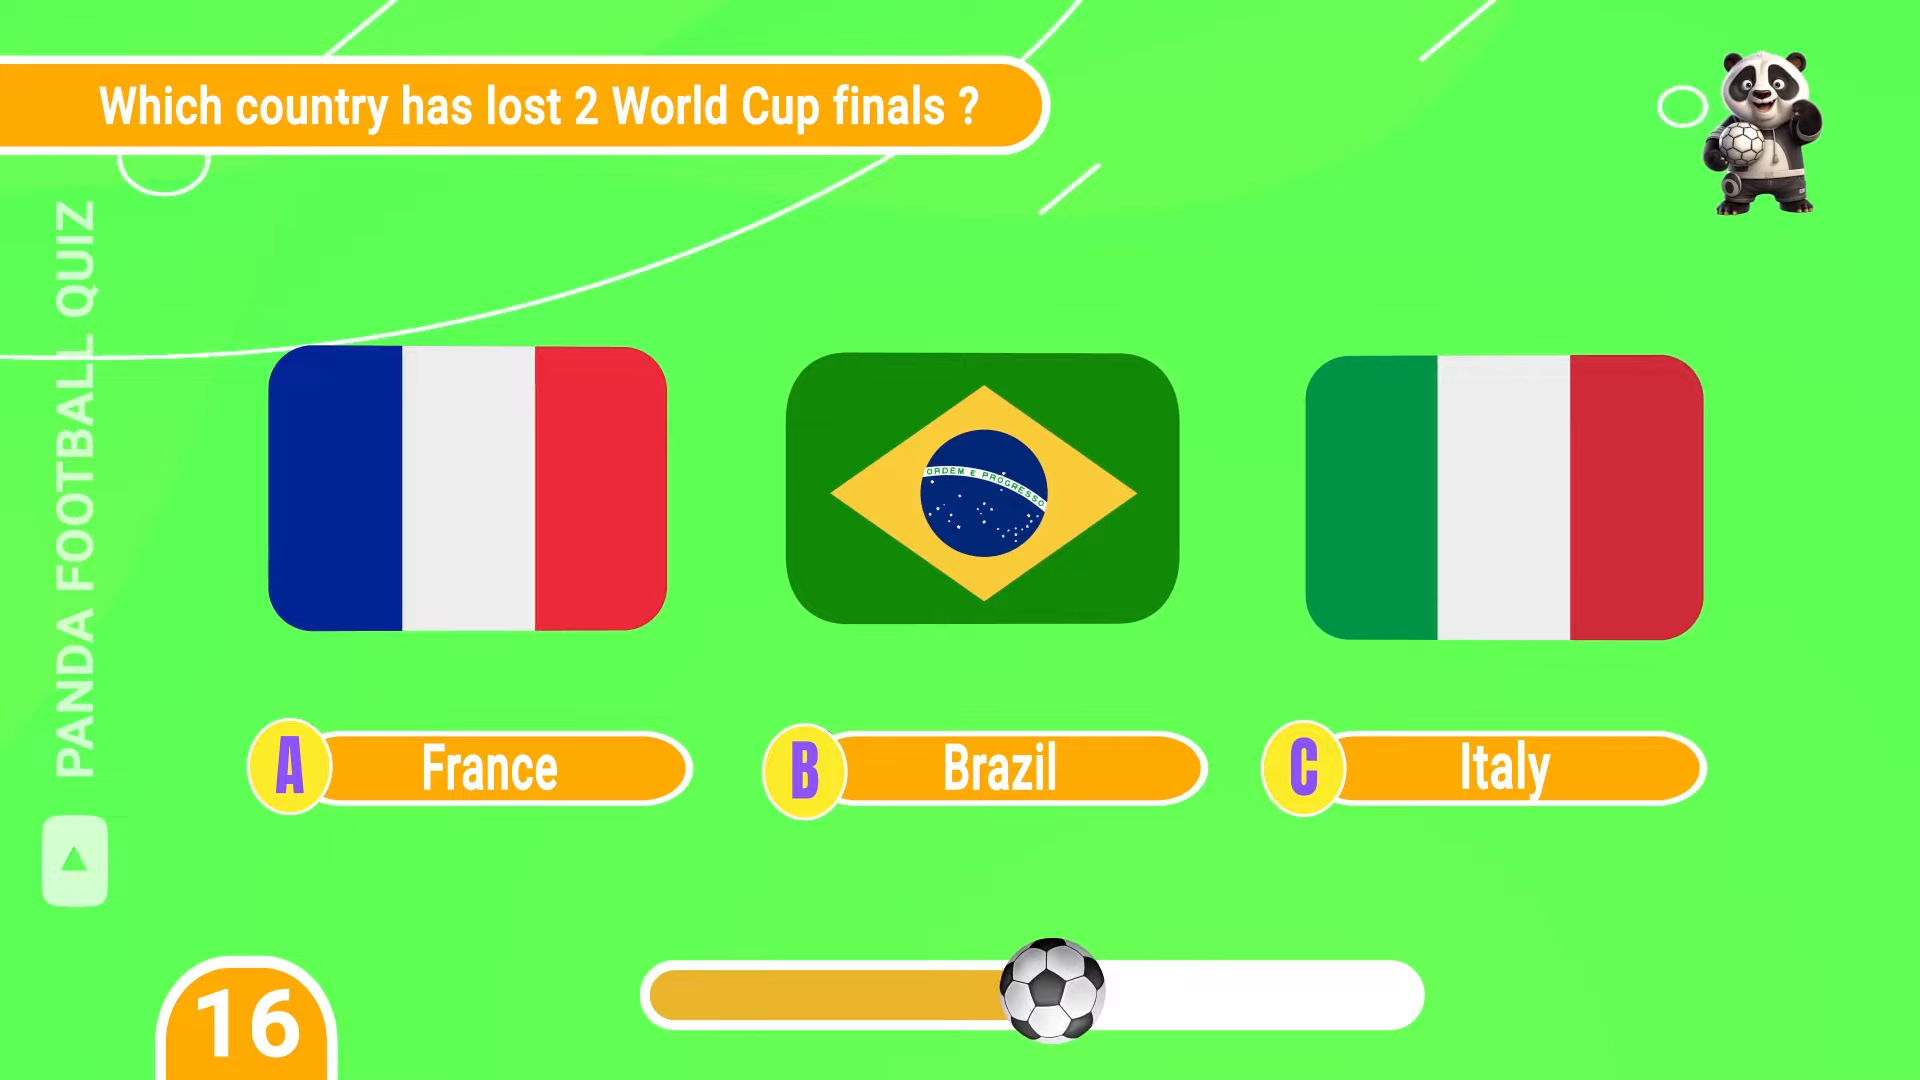 Which country has lost 2 World Cup finals ?
PANDA FOOTBALL QUIZ
ORDEM E PROGRESSO
A France
B Brazil
C Italy
16